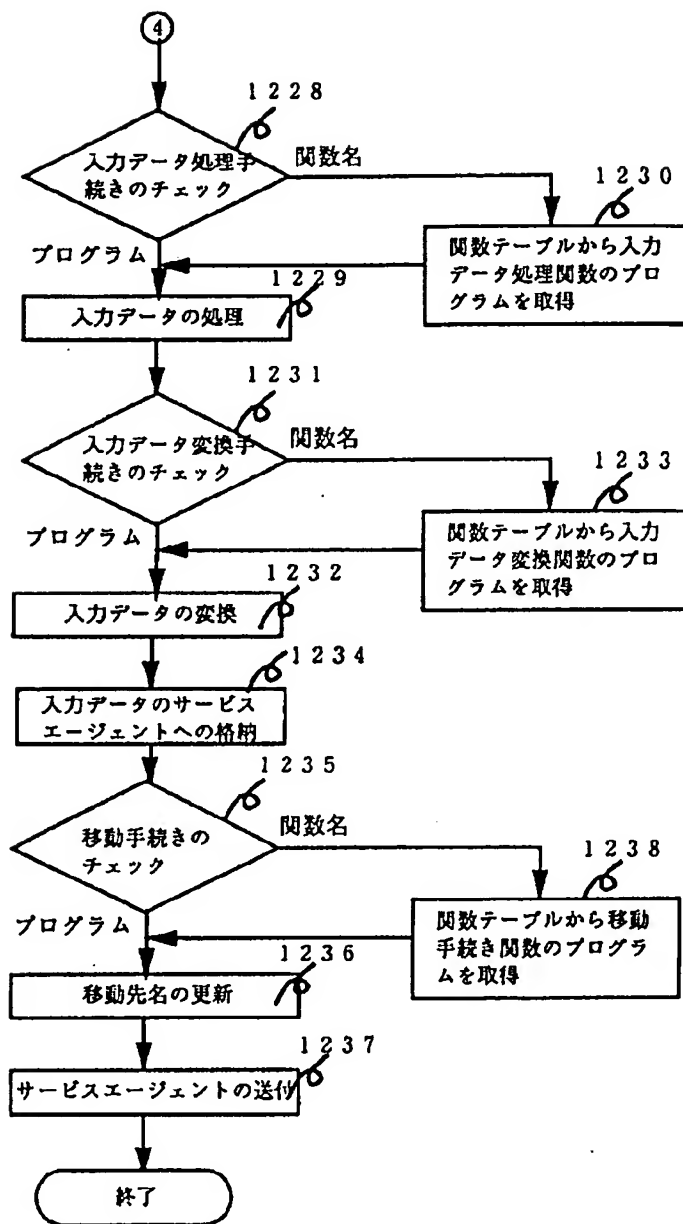 ④
1228
入力データ処理手
続きのチェック
関数名
1230
関数テーブルから入力
データ処理関数のプロ
グラムを取得
プログラム
1229
入力データの処理
1231
入力データ変換手
続きのチェック
関数名
1233
関数テーブルから入力
データ変換関数のプロ
グラムを取得
プログラム
1232
入力データの変換
1234
入力データのサービス
エージェントへの格納
1235
移動手続きの
チェック
関数名
1238
関数テーブルから移動
手続き関数のプログラ
ムを取得
プログラム
1236
移動先名の更新
1237
サービスエージェントの送付
終了